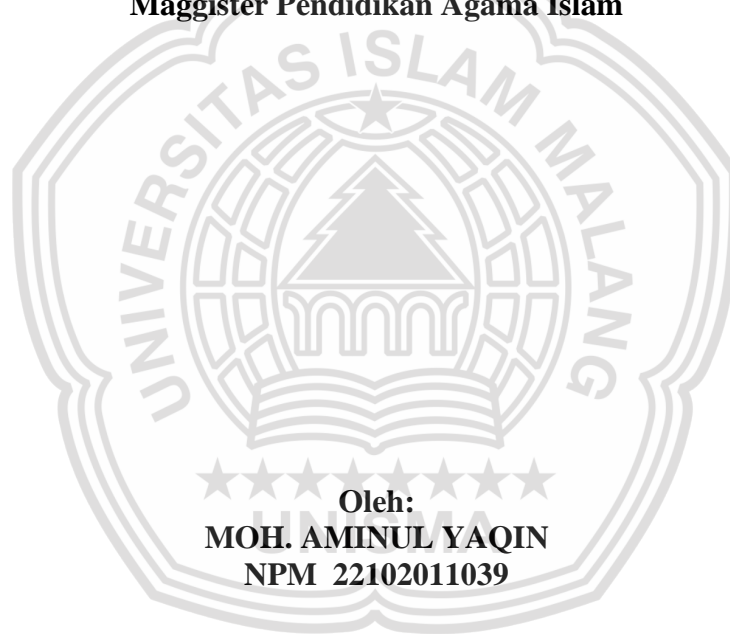 Maggister Pendidikan Agama Islam
UNIVERSITAS ISLAM MALANG
Oleh:
UNISMA
MOH. AMINUL YAQIN
NPM 22102011039